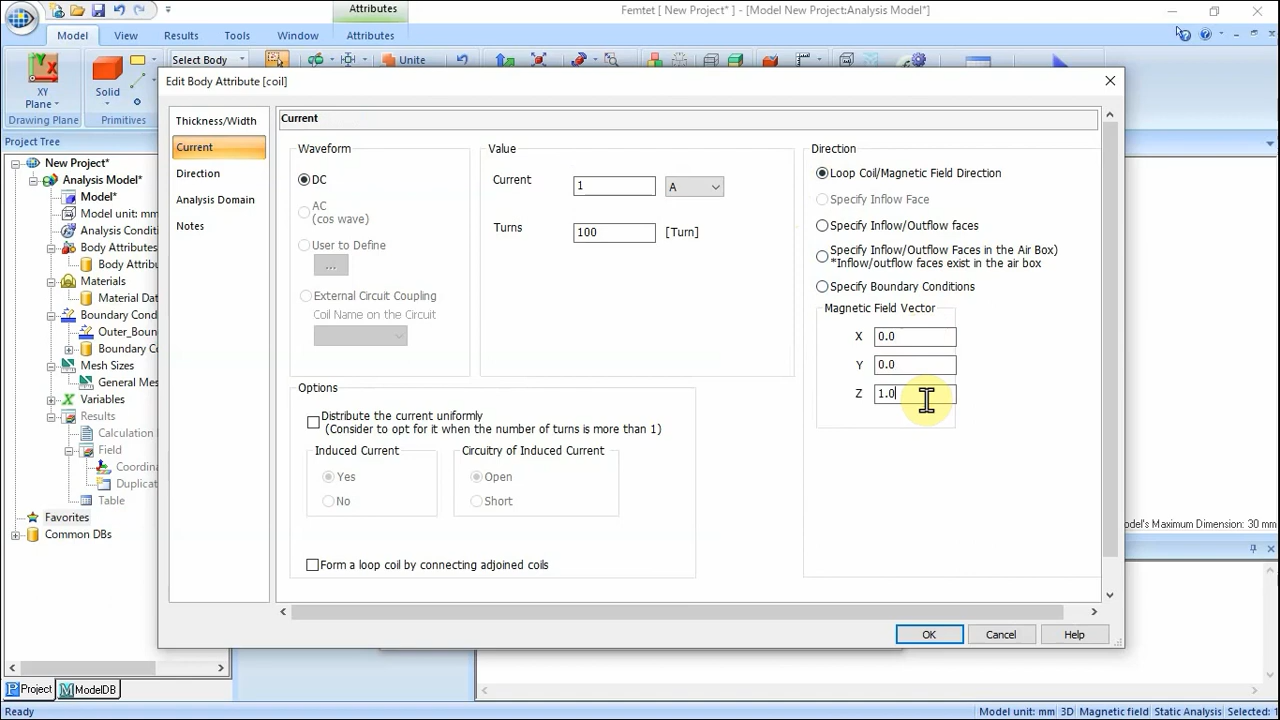 Attributes
Femtet [ New Project* ] - [Model New Project:Analysis Model*]
Model
View
Results
Tools
Window
Attributes
Select Body
Unite
XY
Plane
Solid
Drawing Plane
Primitives
Project Tree
New Project*
Analysis Model*
Model*
Model unit: mm
Analysis Condit
Body Attributes
Body Attribu
Materials
Material Dat
Boundary Cond
Outer_Boun
Boundary Co
Mesh Sizes
General Mes
Variables
Results
Calculation
Field
Coordina
Duplicat
Table
Favorites
Common DBs
Project
ModelDB
Edit Body Attribute [coil]
Thickness/Width
Current
Direction
Analysis Domain
Notes
Current
Waveform
DC
AC
(cos wave)
User to Define
...
External Circuit Coupling
Coil Name on the Circuit
Value
Current
1
A
Turns
100
[Turn]
Direction
Loop Coil/Magnetic Field Direction
Specify Inflow Face
Specify Inflow/Outflow faces
Specify Inflow/Outflow Faces in the Air Box)
*Inflow/outflow faces exist in the air box
Specify Boundary Conditions
Magnetic Field Vector
X 0.0
Y 0.0
Z 1.0
Options
Distribute the current uniformly
(Consider to opt for it when the number of turns is more than 1)
Induced Current
Yes
No
Circuitry of Induced Current
Open
Short
Form a loop coil by connecting adjoined coils
OK
Cancel
Help
odel's Maximum Dimension: 30 mm
Ready
Model unit: mm
3D
Magnetic field
Static Analysis
Selected: 1